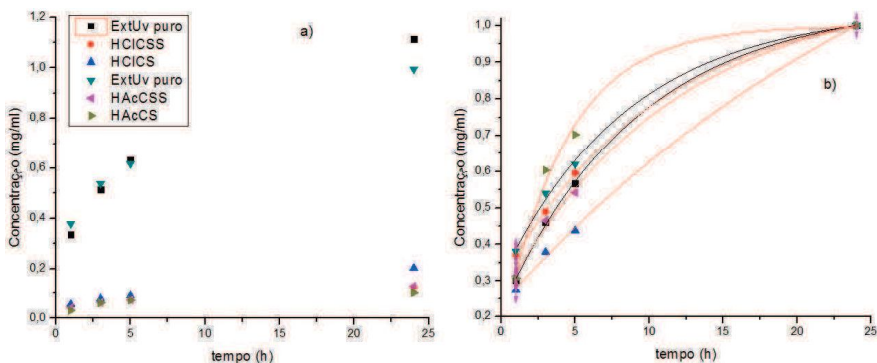 a)
ExtUv puro
HClCSS
HClCS
ExtUv puro
HAcCSS
HAcCS
Concentraç-o (mg/ml)
1,2
1,0
0,8
0,6
0,4
0,2
0,0
0 5 10 15 20 25
tempo (h)
b)
Concentraç-o (mg/ml)
1,0
0,9
0,8
0,7
0,6
0,5
0,4
0,3
0,2
0 5 10 15 20 25
tempo (h)